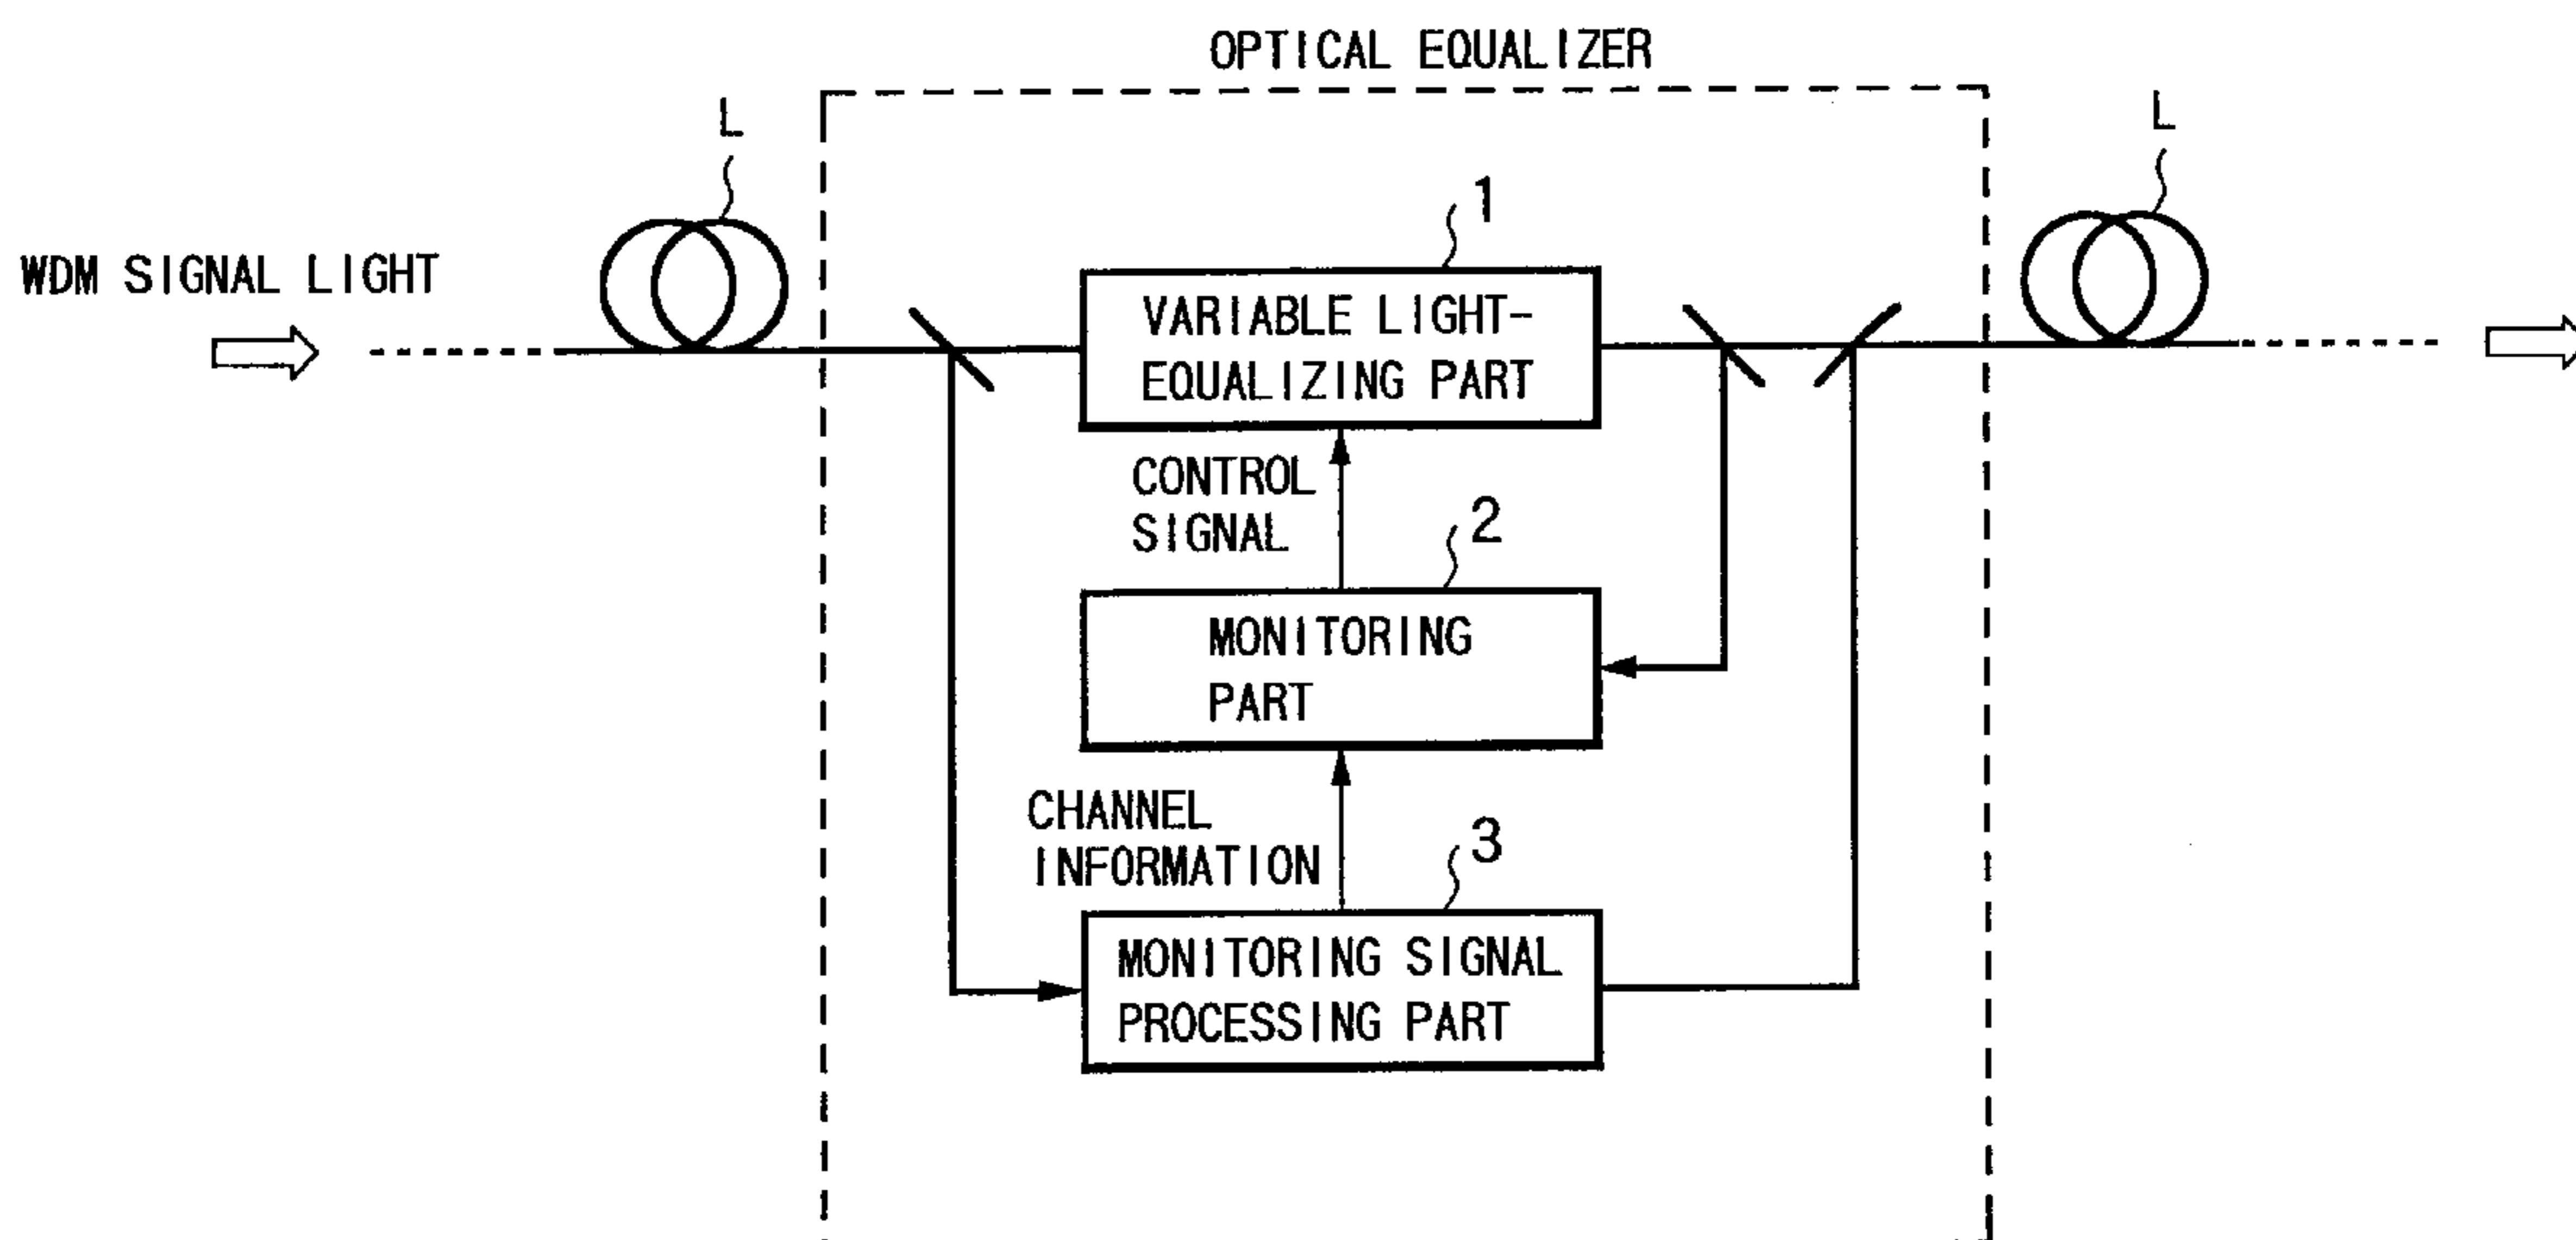 OPTICAL EQUALIZER
L
L
WDM SIGNAL LIGHT
1
VARIABLE LIGHT-
EQUALIZING PART
CONTROL
SIGNAL
2
MONITORING
PART
CHANNEL
INFORMATION
3
MONITORING SIGNAL
PROCESSING PART